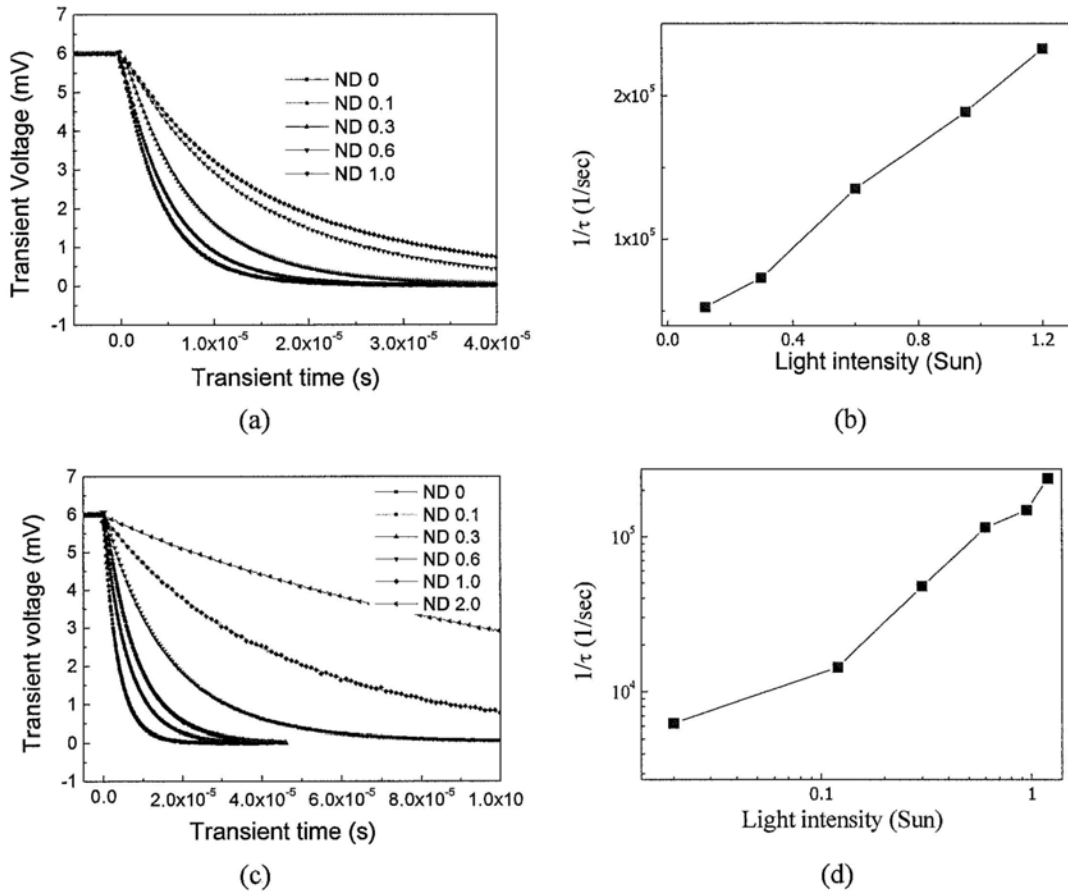 7
6
5
4
3
2
1
0
-1
Transient Voltage (mV)
ND 0
ND 0.1
ND 0.3
ND 0.6
ND 1.0
0.0 1.0x10⁻⁵ 2.0x10⁻⁵ 3.0x10⁻⁵ 4.0x10⁻⁵
Transient time (s)
(a)
2x10⁵
1x10⁵
1/τ (1/sec)
0.0 0.4 0.8 1.2
Light intensity (Sun)
(b)
7
6
5
4
3
2
1
0
-1
Transient voltage (mV)
ND 0
ND 0.1
ND 0.3
ND 0.6
ND 1.0
ND 2.0
0.0 2.0x10⁻⁵ 4.0x10⁻⁵ 6.0x10⁻⁵ 8.0x10⁻⁵ 1.0x10
Transient time (s)
(c)
10⁵
10⁴
1/τ (1/sec)
0.1 1
Light intensity (Sun)
(d)